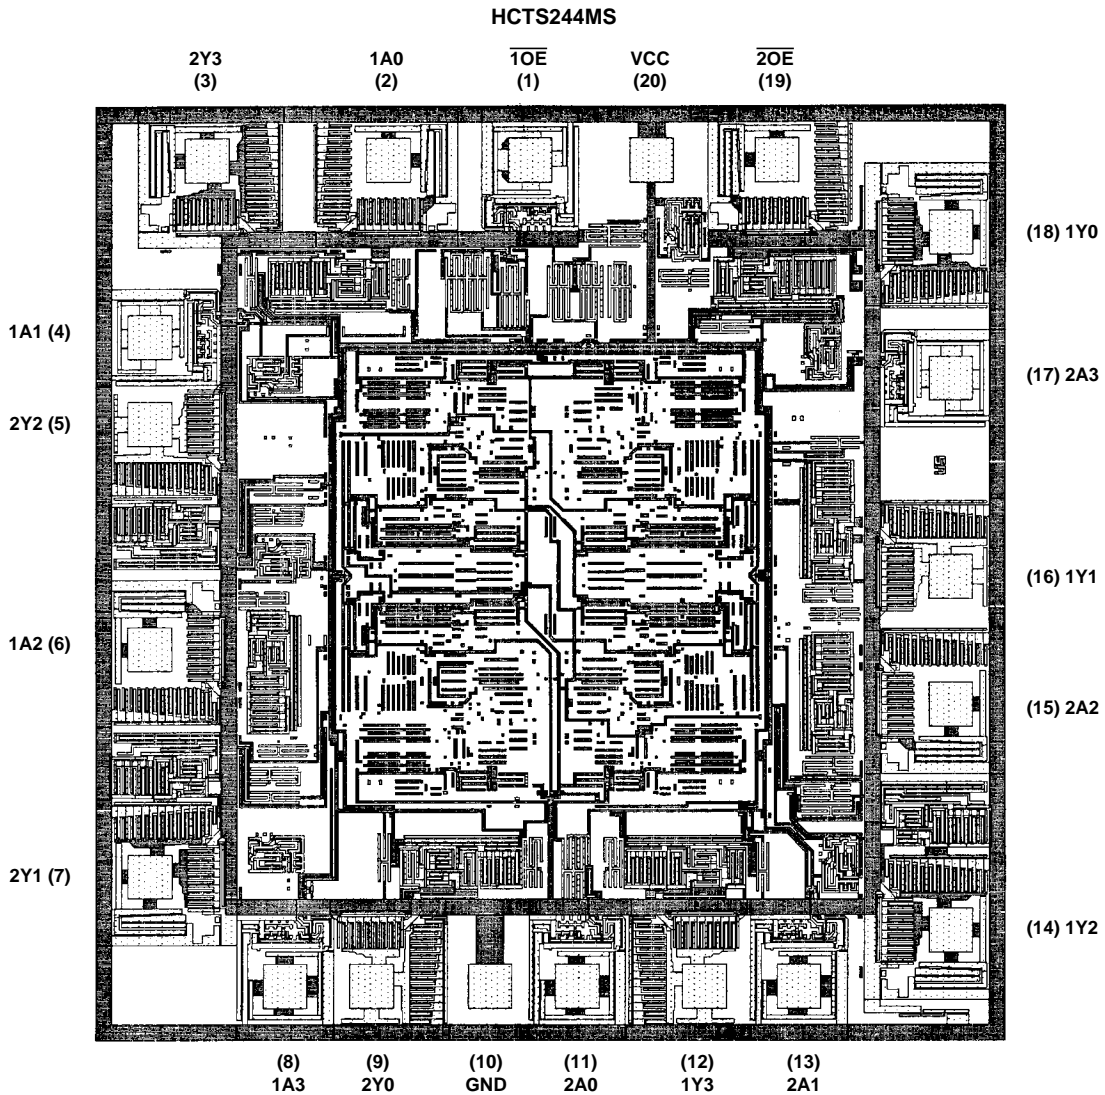 HCTS244MS
2Y3 1A0 1OE VCC 2OE
(3) (2) (1) (20) (19)
(18) 1Y0
1A1 (4)
(17) 2A3
2Y2 (5)
(16) 1Y1
1A2 (6)
(15) 2A2
2Y1 (7)
(14) 1Y2
(8) (9) (10) (11) (12) (13)
1A3 2Y0 GND 2A0 1Y3 2A1